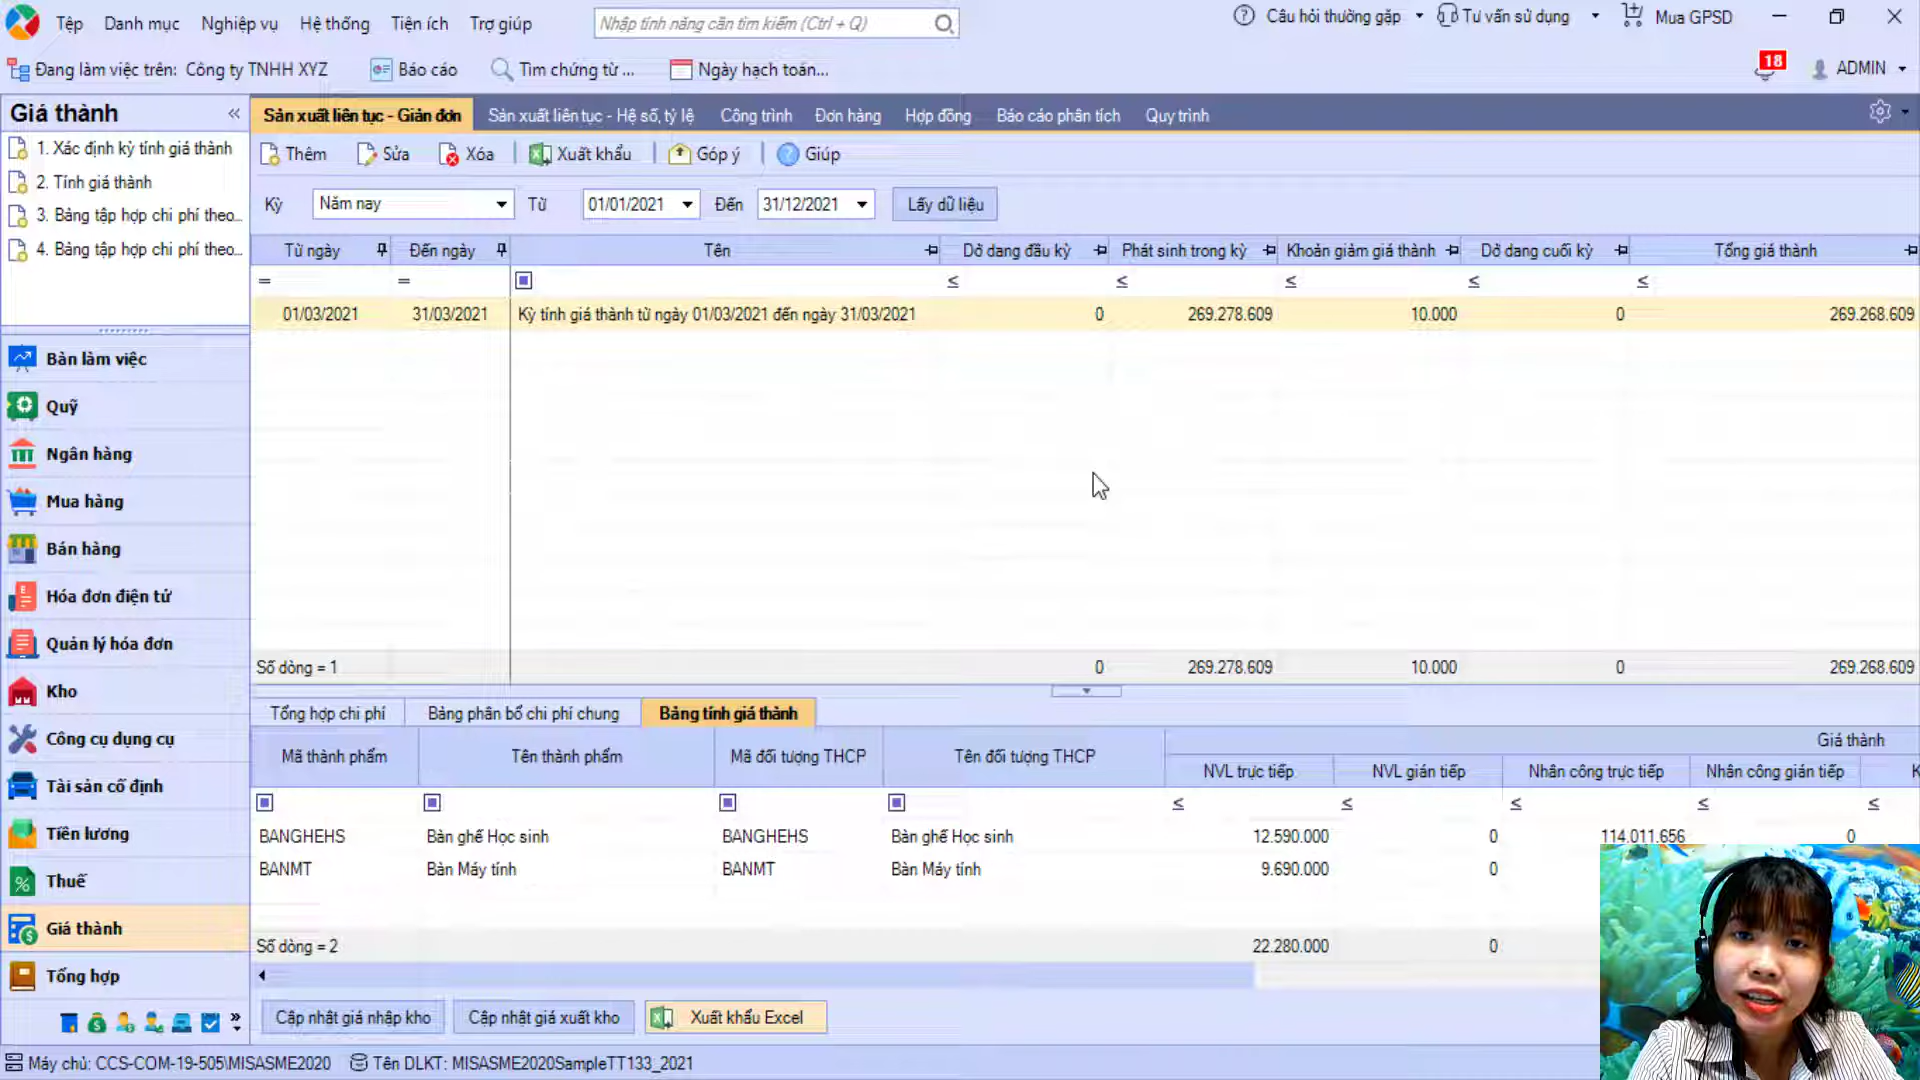 Tệp Danh mục Nghiệp vụ Hệ thống Tiện ích Trợ giúp Nhập tính năng cần tìm kiếm (Ctrl + Q) Câu hỏi thường gặp Tư vấn sử dụng Mua GPSD
Đang làm việc trên: Công ty TNHH XYZ Báo cáo Tìm chứng từ ... Ngày hạch toán... 18 ADMIN
Giá thành «
1. Xác định kỳ tính giá thành
2. Tính giá thành
3. Bảng tập hợp chi phí theo...
4. Bảng tập hợp chi phí theo...
Bàn làm việc
Quỹ
Ngân hàng
Mua hàng
Bán hàng
Hóa đơn điện tử
Quản lý hóa đơn
Kho
Công cụ dụng cụ
Tài sản cố định
Tiền lương
Thuế
Giá thành
Tổng hợp
Sản xuất liên tục - Giản đơn Sản xuất liên tục - Hệ số, tỷ lệ Công trình Đơn hàng Hợp đồng Báo cáo phân tích Quy trình
Thêm Sửa Xóa Xuất khẩu Góp ý Giúp
Kỳ Năm nay Từ 01/01/2021 Đến 31/12/2021 Lấy dữ liệu
Từ ngày Đến ngày Tên Dở dang đầu kỳ Phát sinh trong kỳ Khoản giảm giá thành Dở dang cuối kỳ Tổng giá thành
= = ≤ ≤ ≤ ≤ ≤
01/03/2021 31/03/2021 Kỳ tính giá thành từ ngày 01/03/2021 đến ngày 31/03/2021 0 269.278.609 10.000 0 269.268.609
Số dòng = 1 0 269.278.609 10.000 0 269.268.609
Tổng hợp chi phí Bảng phân bổ chi phí chung Bảng tính giá thành
Giá thành
Mã thành phẩm Tên thành phẩm Mã đối tượng THCP Tên đối tượng THCP NVL trực tiếp NVL gián tiếp Nhân công trực tiếp Nhân công gián tiếp K
≤ ≤ ≤ ≤ ≤
BANGHEHS Bàn ghế Học sinh BANGHEHS Bàn ghế Học sinh 12.590.000 0 114.011.656 0
BANMT Bàn Máy tính BANMT Bàn Máy tính 9.690.000 0
Số dòng = 2 22.280.000 0
Cập nhật giá nhập kho Cập nhật giá xuất kho Xuất khẩu Excel
Máy chủ: CCS-COM-19-505\MISASME2020 Tên DLKT: MISASME2020SampleTT133_2021